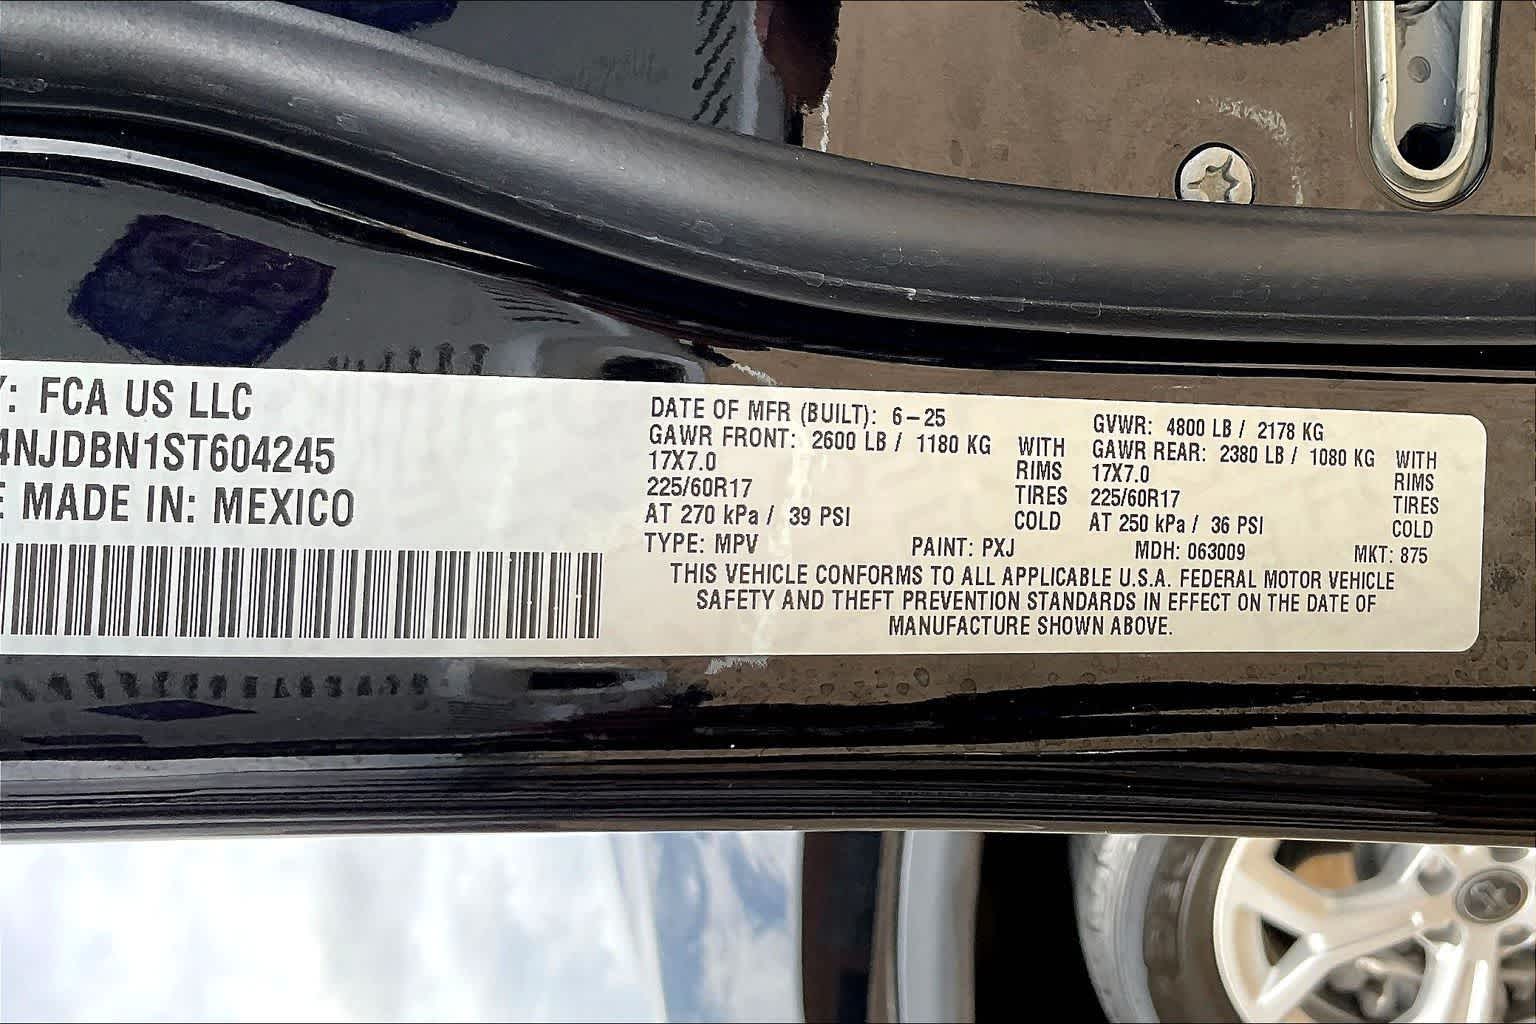 : FCA US LLC
4NJDBN1ST604245
MADE IN: MEXICO
DATE OF MFR (BUILT): 6-25
GAWR FRONT: 2600 LB / 1180 KG WITH
17X7.0 RIMS
225/60R17 TIRES
AT 270 kPa / 39 PSI COLD
GVWR: 4800 LB / 2178 KG
GAWR REAR: 2380 LB / 1080 KG WITH
17X7.0 RIMS
225/60R17 TIRES
AT 250 kPa / 36 PSI COLD
TYPE: MPV PAINT: PXJ MDH: 063009 MKT: 875
THIS VEHICLE CONFORMS TO ALL APPLICABLE U.S.A. FEDERAL MOTOR VEHICLE
SAFETY AND THEFT PREVENTION STANDARDS IN EFFECT ON THE DATE OF
MANUFACTURE SHOWN ABOVE.